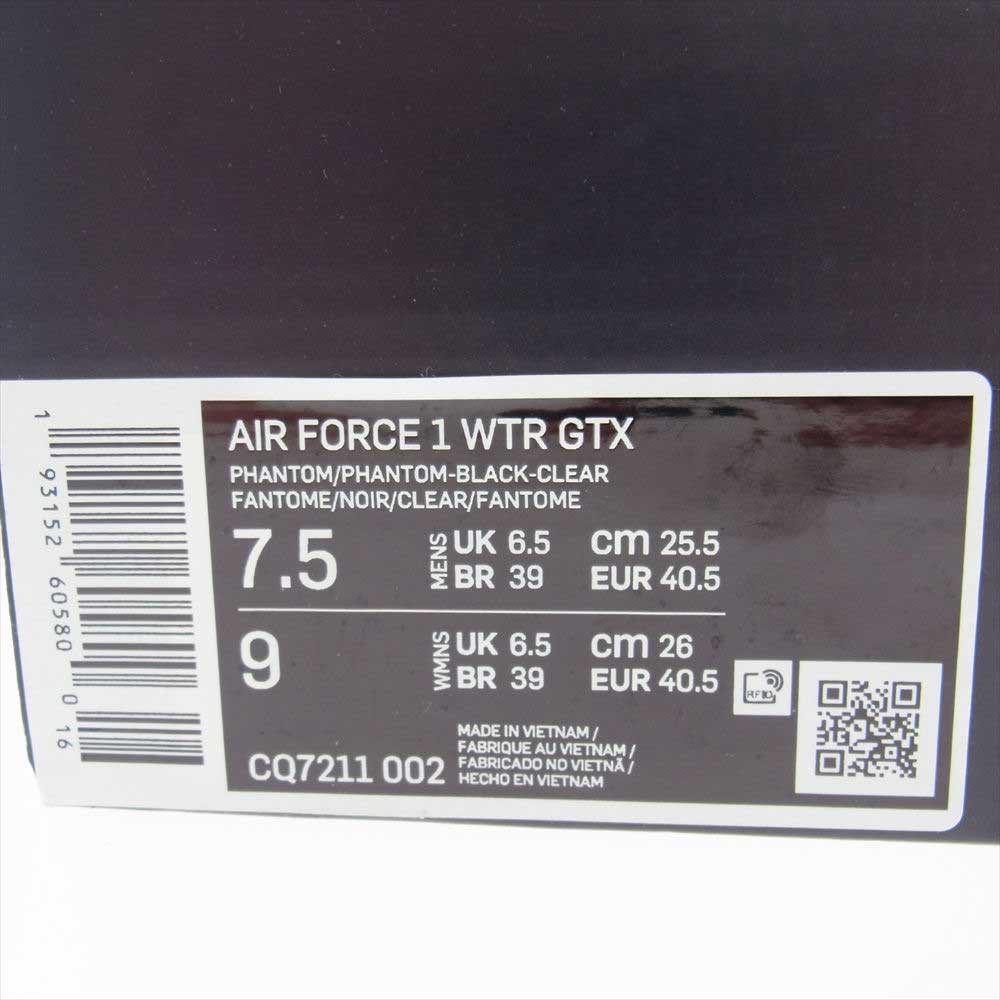 1 93152 60580 0 16
AIR FORCE 1 WTR GTX
PHANTOM/PHANTOM-BLACK-CLEAR
FANTOME/NOIR/CLEAR/FANTOME
7.5
MENS
UK 6.5 cm 25.5
BR 39 EUR 40.5
9
WMNS
UK 6.5 cm 26
BR 39 EUR 40.5
RFID
CQ7211 002
MADE IN VIETNAM /
FABRIQUE AU VIETNAM /
FABRICADO NO VIETNÃ /
HECHO EN VIETNAM